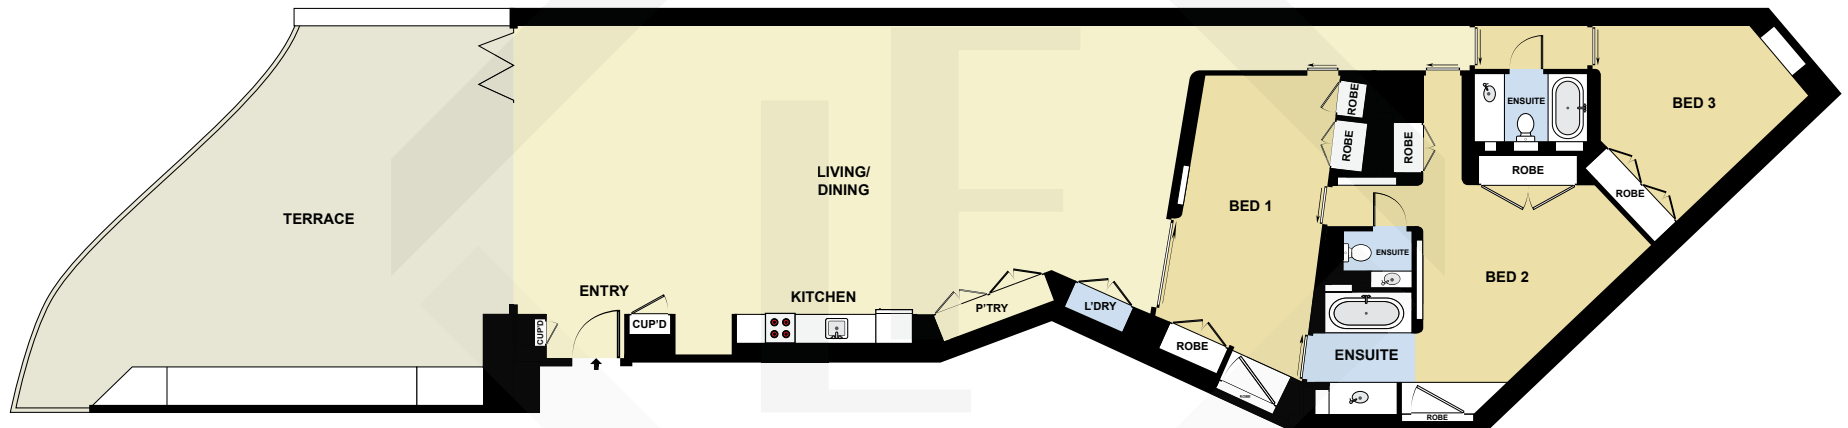 ROBE
ENSUITE
BED 3
ROBE
ROBE
LIVING/
DINING
ROBE
ROBE
TERRACE
BED 1
ENSUITE
BED 2
ENTRY
KITCHEN
P'TRY
L'DRY
CUP'D
CUP'D
ROBE
ENSUITE
ROBE
ROBE